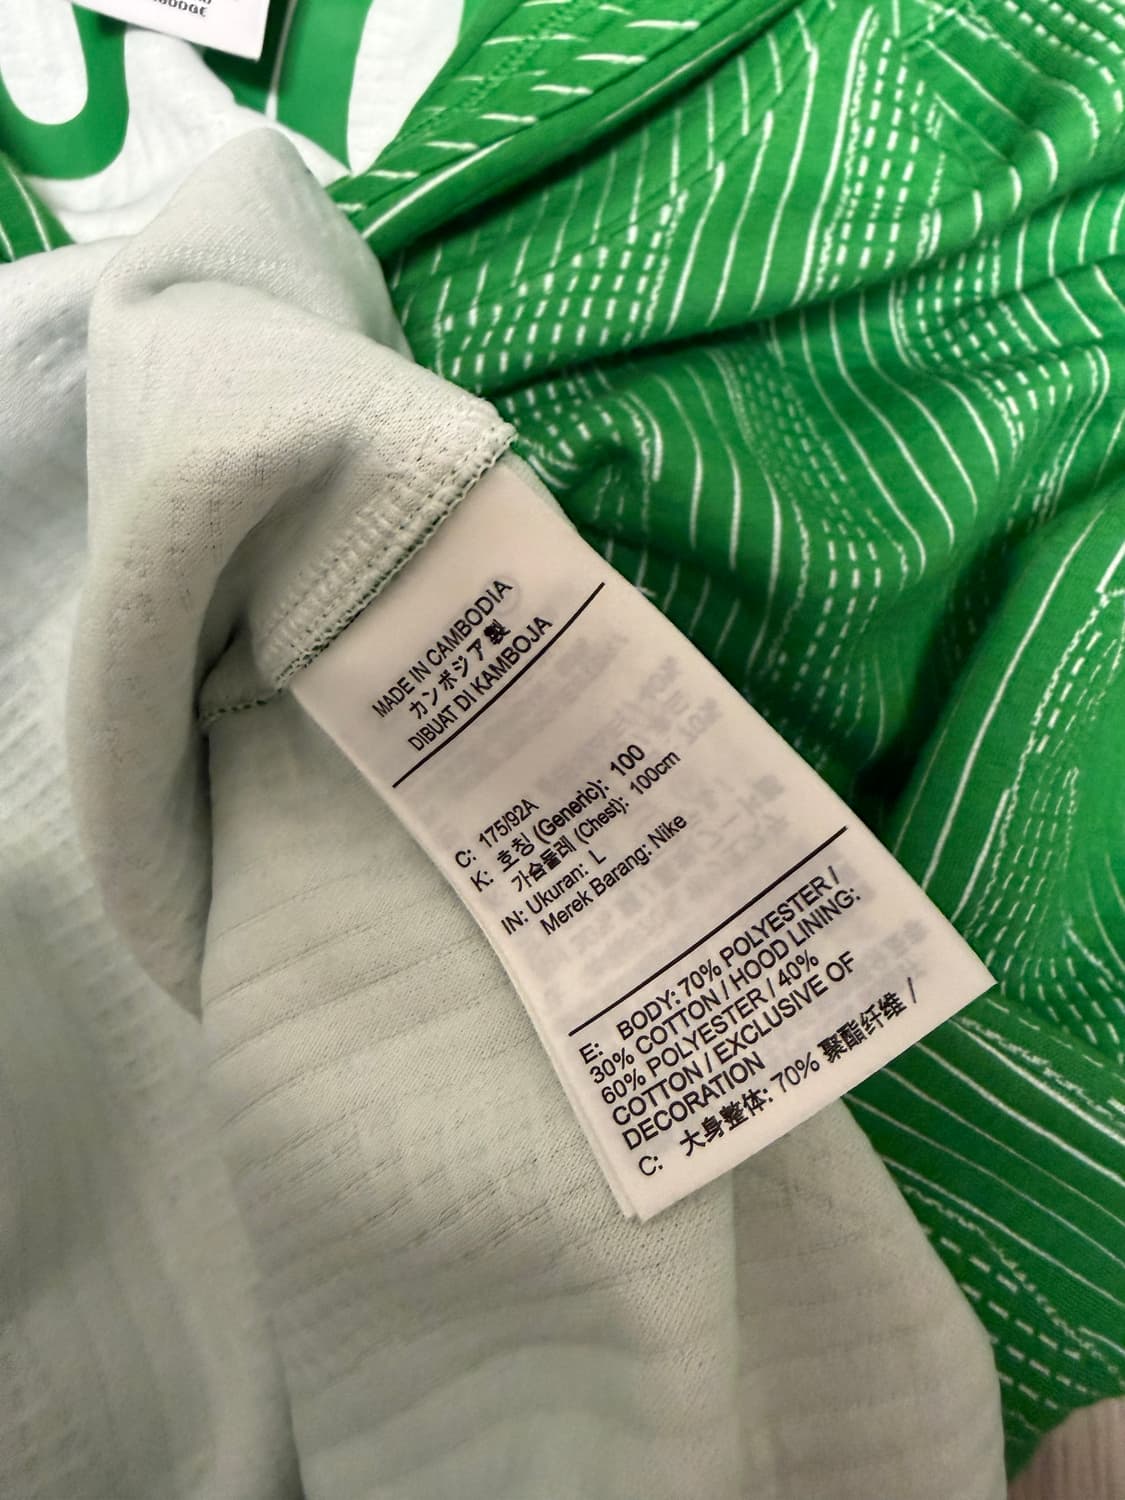 MADE IN CAMBODIA
カンボジア製
DIBUAT DI KAMBOJA
C: 175/92A
K: 호칭 (Generic): 100
가슴둘레 (Chest): 100cm
IN: Ukuran: L
Merek Barang: Nike
E: BODY: 70% POLYESTER /
30% COTTON / HOOD LINING:
60% POLYESTER / 40%
COTTON / EXCLUSIVE OF
DECORATION
C: 大身整体: 70% 聚酯纤维 /